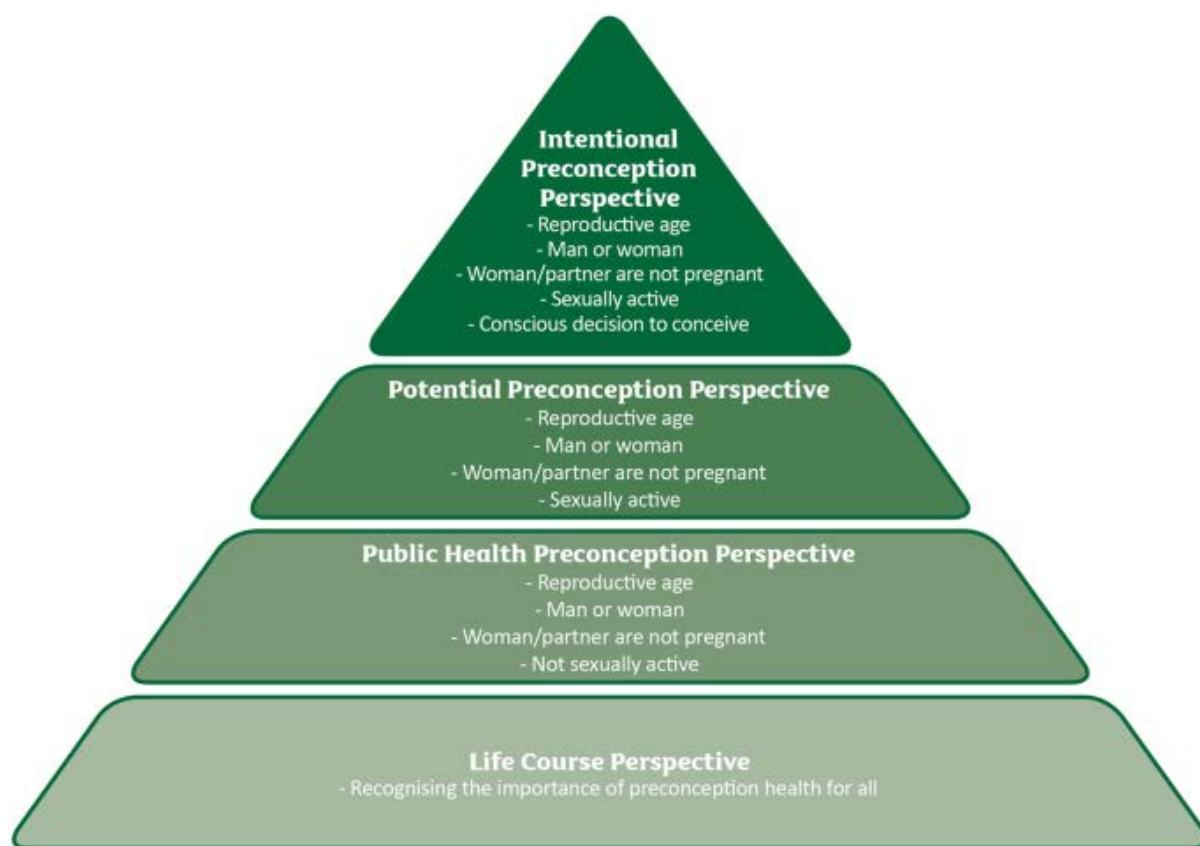 Intentional
Preconception
Perspective
- Reproductive age
- Man or woman
- Woman/partner are not pregnant
- Sexually active
- Conscious decision to conceive
Potential Preconception Perspective
- Reproductive age
- Man or woman
- Woman/partner are not pregnant
- Sexually active
Public Health Preconception Perspective
- Reproductive age
- Man or woman
- Woman/partner are not pregnant
- Not sexually active
Life Course Perspective
- Recognising the importance of preconception health for all